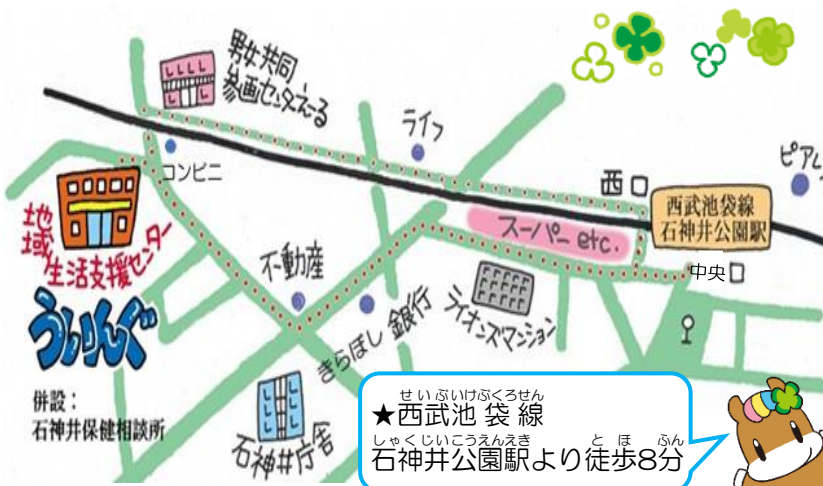 男女共同
参画センターえーる
ライフ
ピアレ
コンビニ
西口
西武池袋線
石神井公園駅
スーパー etc.
中央口
地域
生活支援センター
ういんぐ
不動産
きらぼし 銀行
ライオンズマンション
併設：
石神井保健相談所
石神井庁舎
せいぶいけぶくろせん
★西武池袋線
しゃくじいこうえんえき とほ ふん
石神井公園駅より徒歩8分